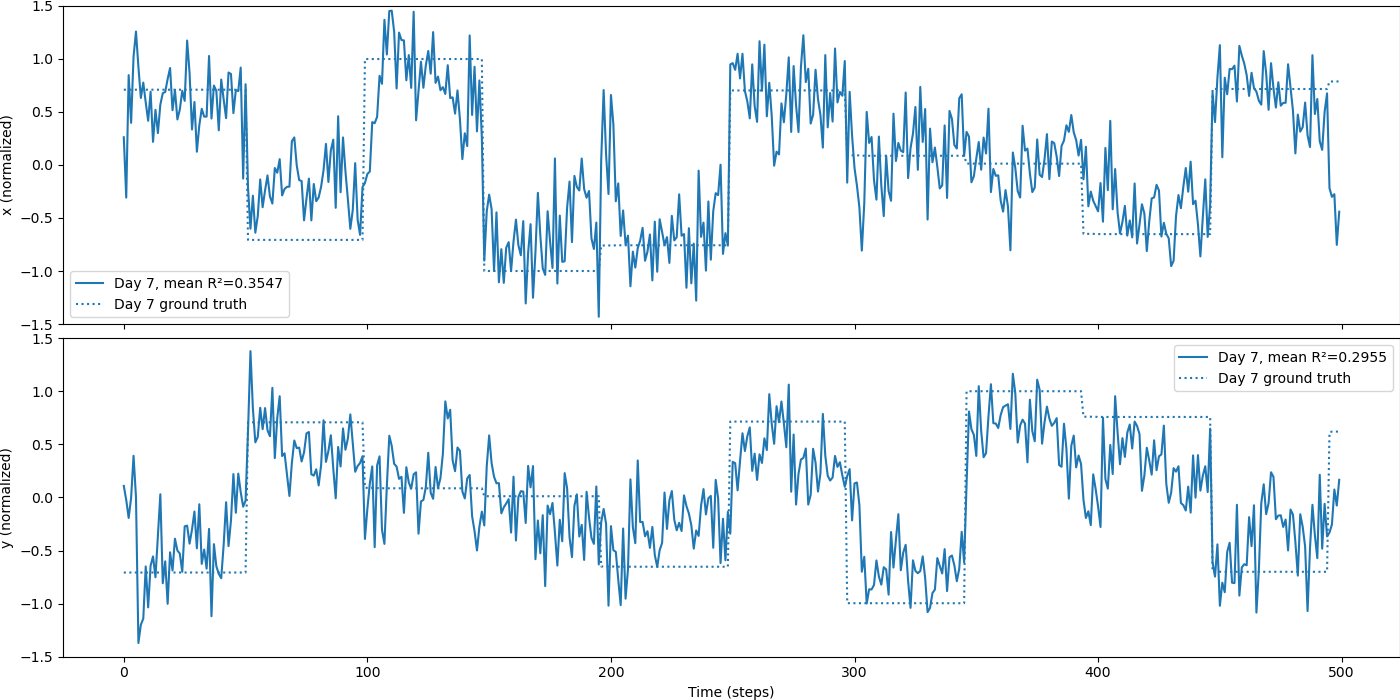 1.5
1.0
0.5
0.0
−0.5
−1.0
−1.5
x (normalized)
Day 7, mean R²=0.3547
Day 7 ground truth
1.5
1.0
0.5
0.0
−0.5
−1.0
−1.5
y (normalized)
Day 7, mean R²=0.2955
Day 7 ground truth
0 100 200 300 400 500
Time (steps)